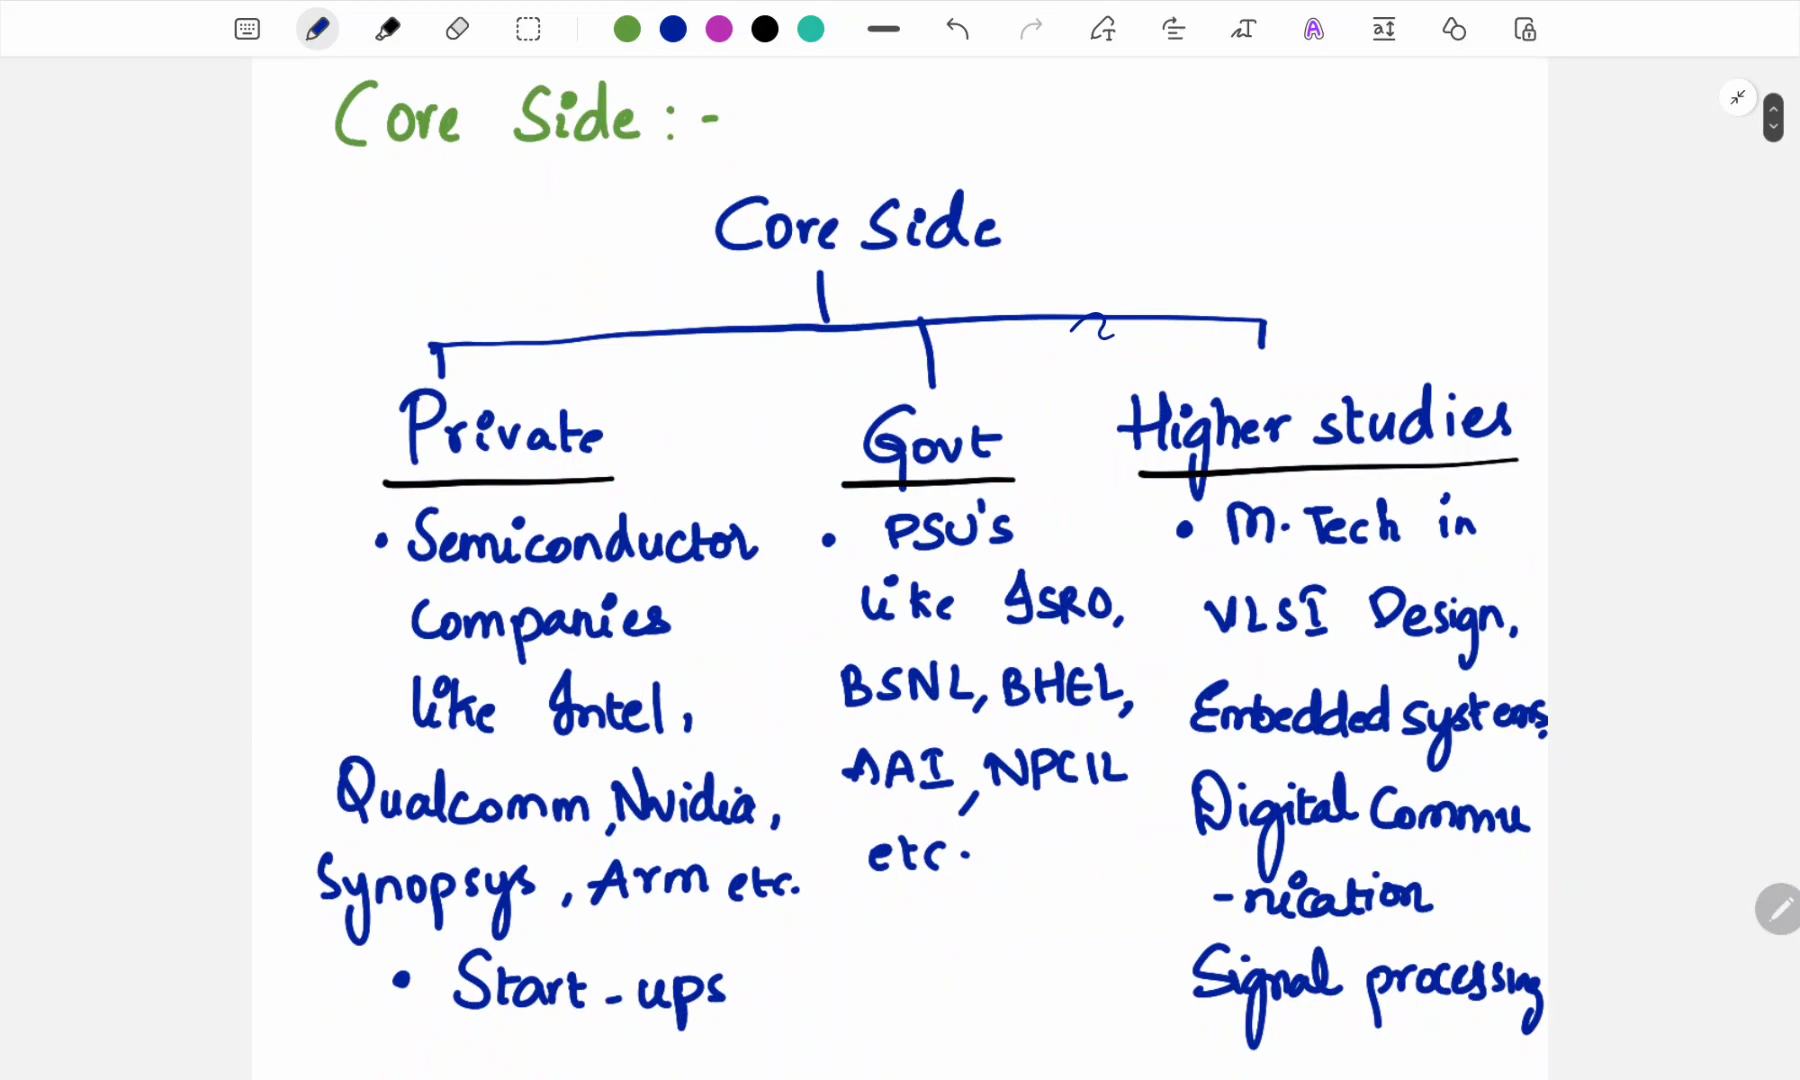 Core Side :-
Core Side
Private
Govt
Higher studies
• Semiconductor
Companies
like Intel,
Qualcomm, Nvidia,
Synopsys, Arm etc.
• Start-ups
• PSU's
like ISRO,
BSNL, BHEL,
AAI, NPCIL
etc.
• M.Tech in
VLSI Design,
Embedded systems,
Digital Commu
-nication
Signal processing